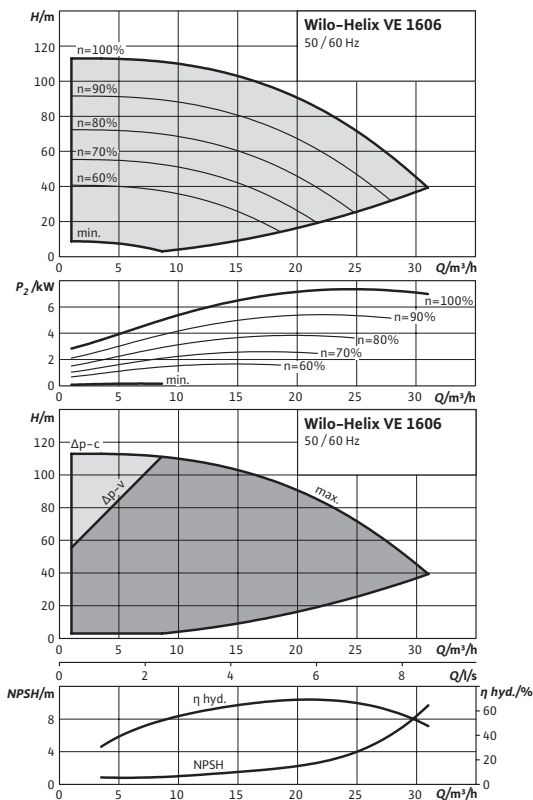 H/m
Wilo-Helix VE 1606
50 / 60 Hz
120
n=100%
100
n=90%
80
n=80%
60
n=70%
40
n=60%
20
min.
0
0 5 10 15 20 25 30 Q/m³/h
P2 /kW
6
n=100%
n=90%
4
n=80%
n=70%
2
n=60%
min.
0
0 5 10 15 20 25 30 Q/m³/h
H/m
Wilo-Helix VE 1606
50 / 60 Hz
120
Δp-c
100
Δp-v
max.
80
60
40
20
0
0 5 10 15 20 25 30 Q/m³/h
0 2 4 6 8 Q/l/s
NPSH/m
η hyd./%
η hyd.
8
60
40
4
NPSH
20
0
0
0 5 10 15 20 25 30 Q/m³/h